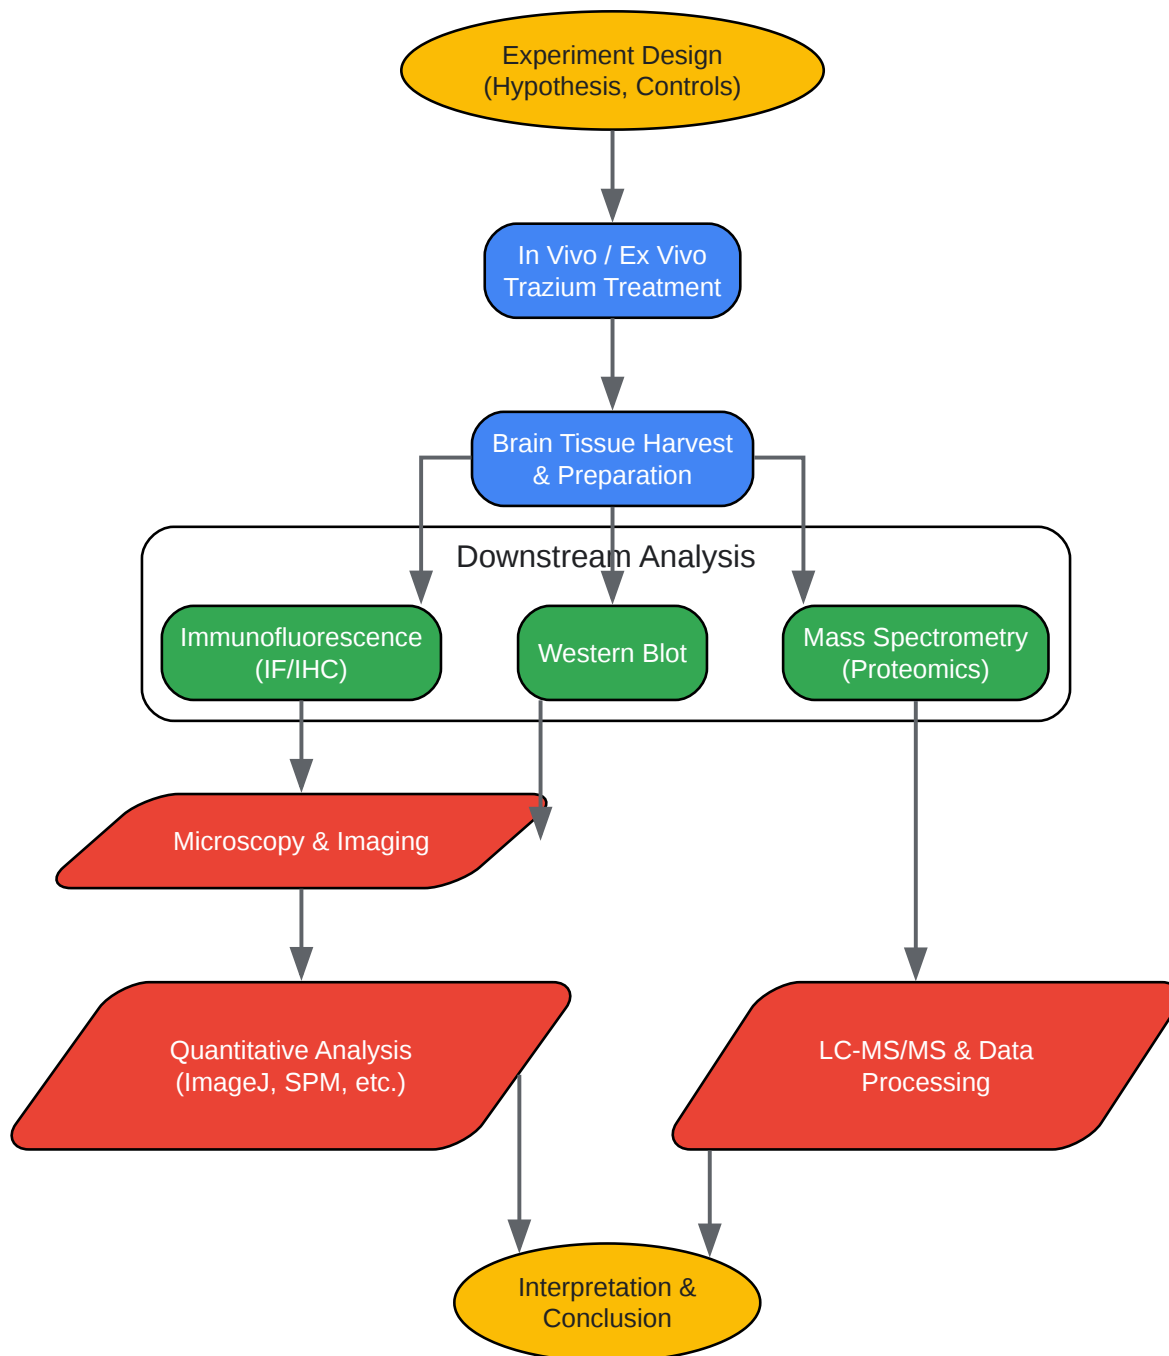 Experiment Design
(Hypothesis, Controls)
In Vivo / Ex Vivo
Trazium Treatment
Brain Tissue Harvest
& Preparation
Downstream Analysis
Immunofluorescence
(IF/IHC)
Western Blot
Mass Spectrometry
(Proteomics)
Microscopy & Imaging
Quantitative Analysis
(ImageJ, SPM, etc.)
LC-MS/MS & Data
Processing
Interpretation &
Conclusion